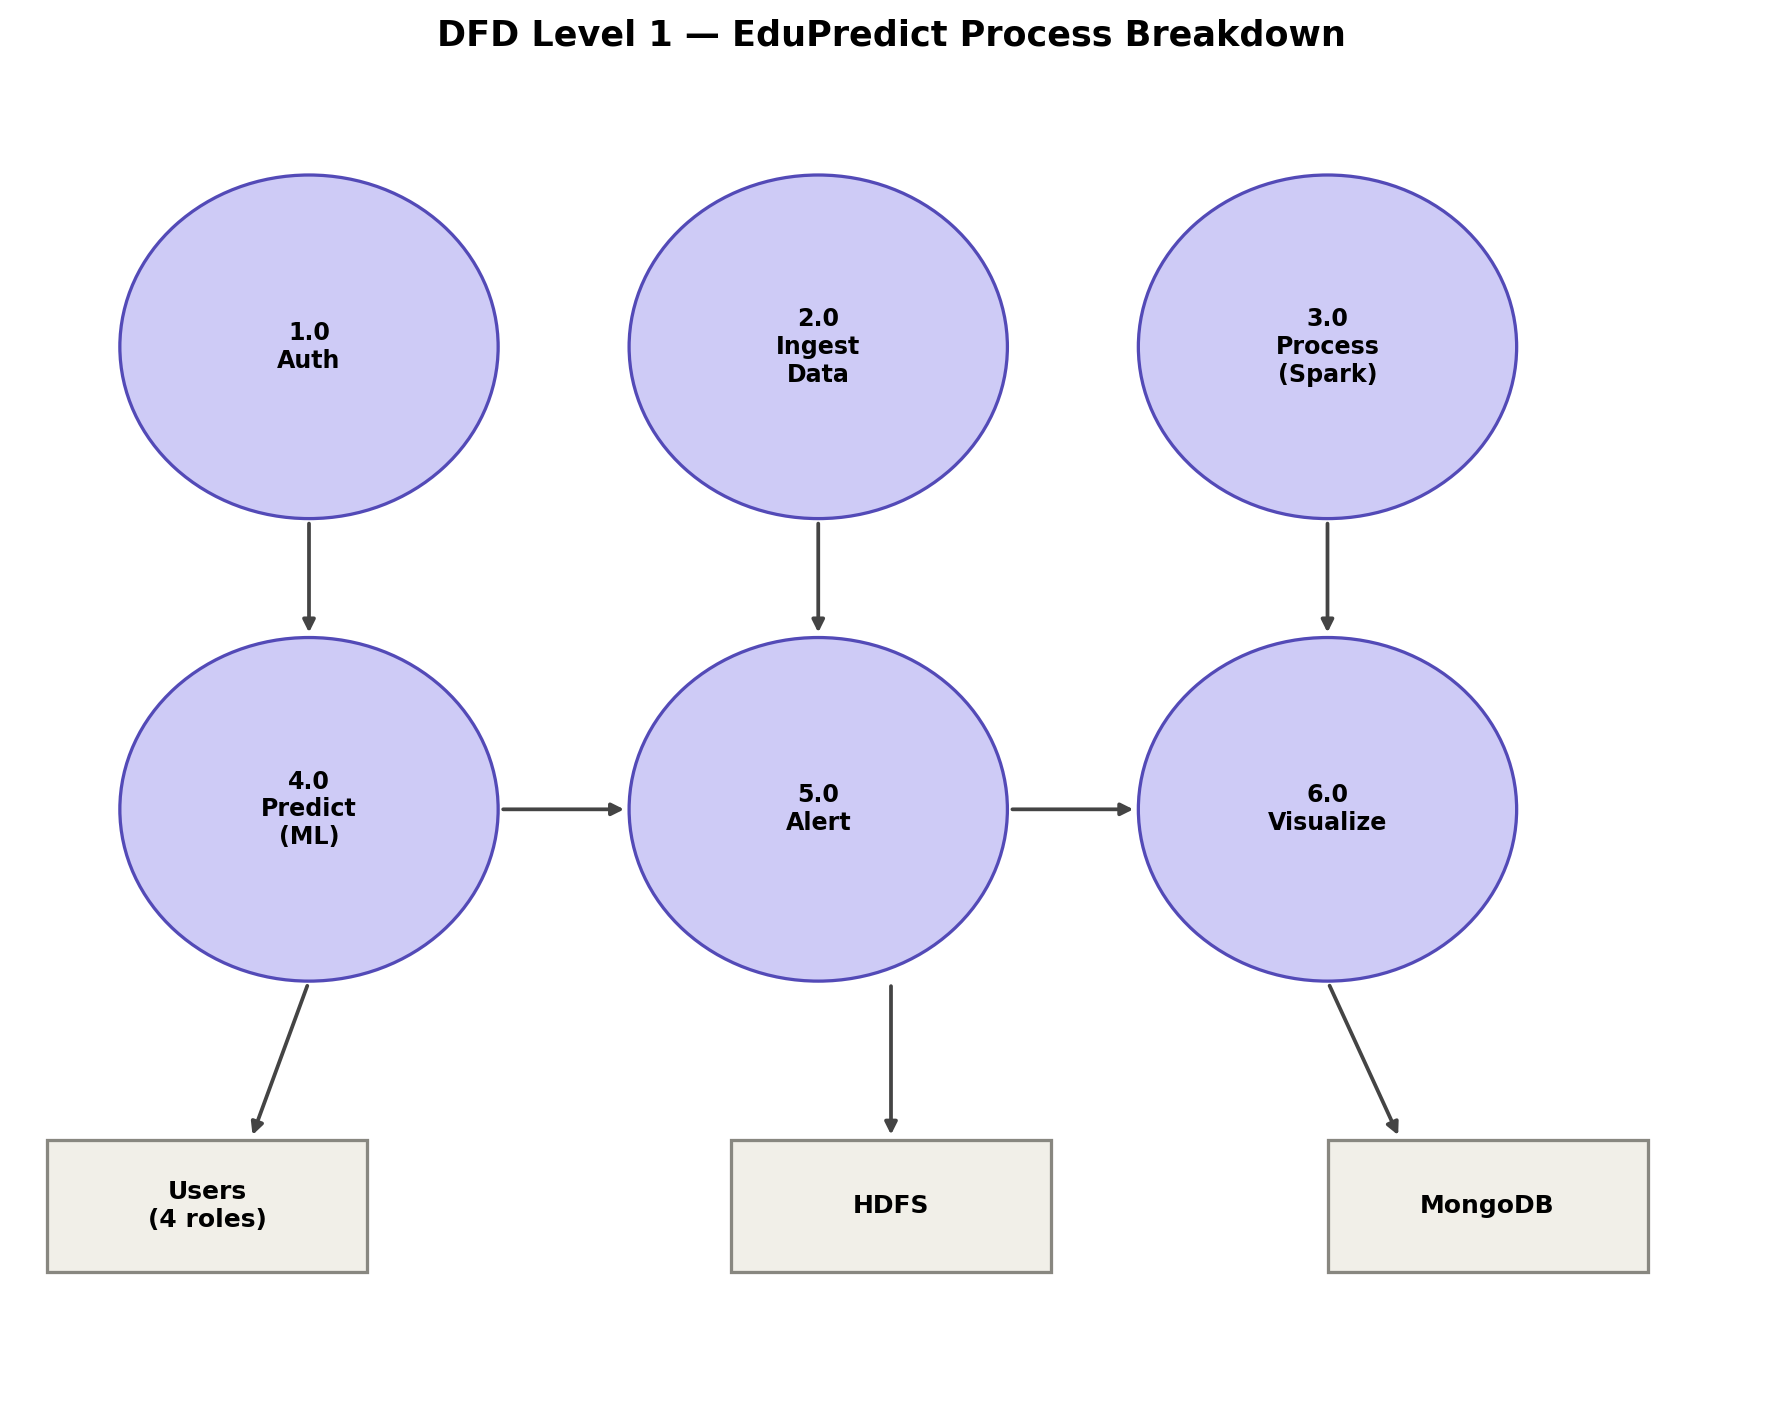 DFD Level 1 — EduPredict Process Breakdown
1.0
Auth
2.0
Ingest
Data
3.0
Process
(Spark)
4.0
Predict
(ML)
5.0
Alert
6.0
Visualize
Users
(4 roles)
HDFS
MongoDB